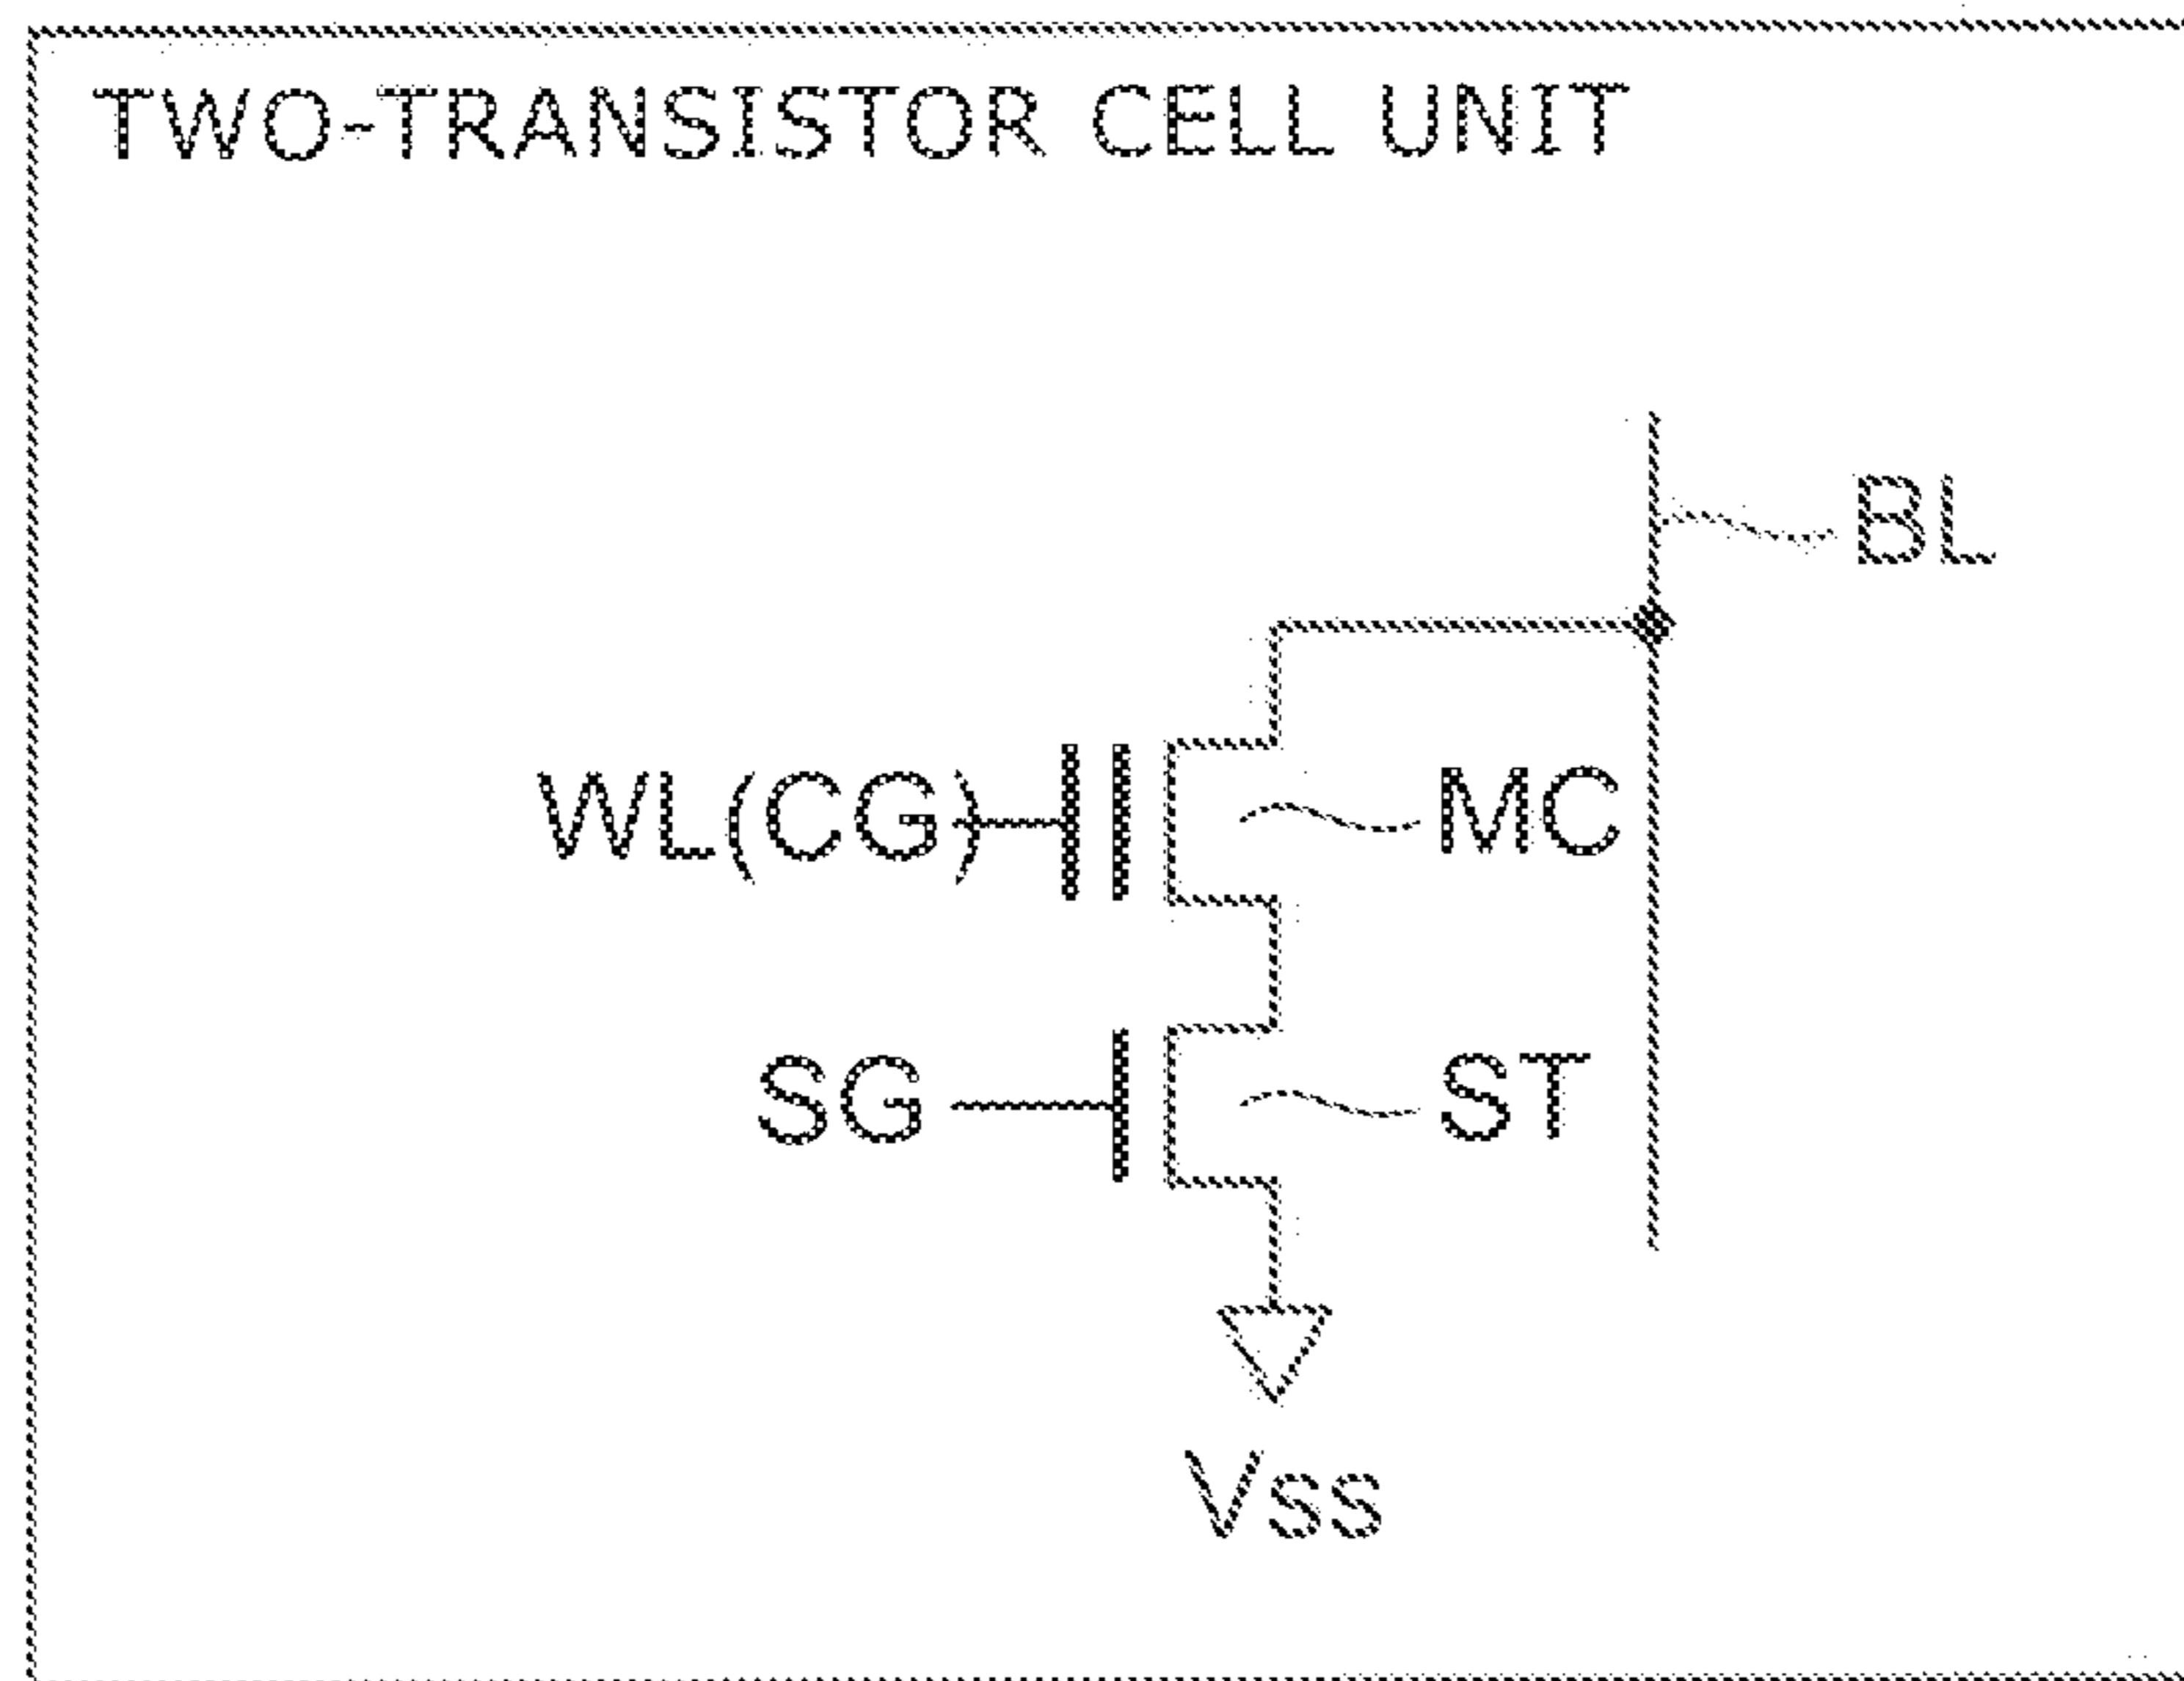 TWO-TRANSISTOR CELL UNIT
BL
WL(CG)
MC
SG
ST
Vss